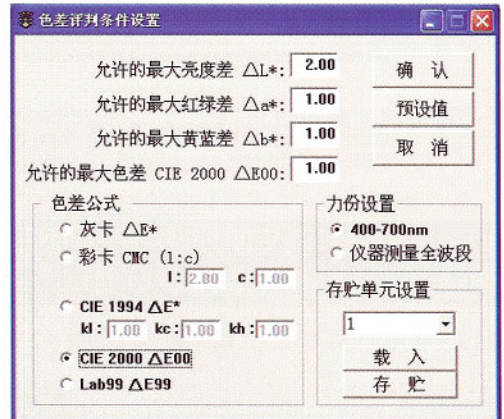 色差评判条件设置
允许的最大亮度差 △L*: 2.00
确 认
允许的最大红绿差 △a*: 1.00
预设值
允许的最大黄蓝差 △b*: 1.00
取 消
允许的最大色差 CIE 2000 △E00: 1.00
色差公式
灰卡 △E*
彩卡 CMC (l:c)
l: 2.00 c: 1.00
CIE 1994 △E*
kl: 1.00 kc: 1.00 kh: 1.00
CIE 2000 △E00
Lab99 △E99
力份设置
400-700nm
仪器测量全波段
存贮单元设置
1
载 入
存 贮